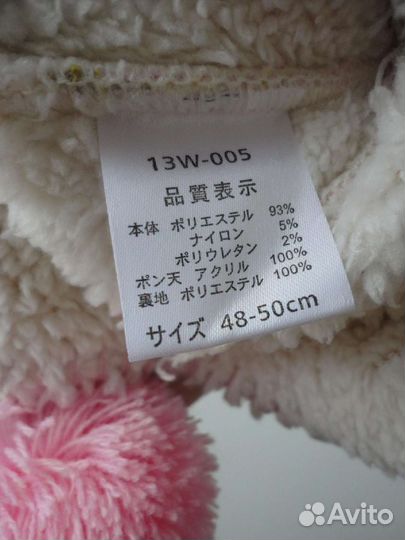 13W-005
品質表示
本体 ポリエステル 93%
ナイロン 5%
ポリウレタン 2%
ポン天 アクリル 100%
裏地 ポリエステル 100%
サイズ 48-50cm
Avito